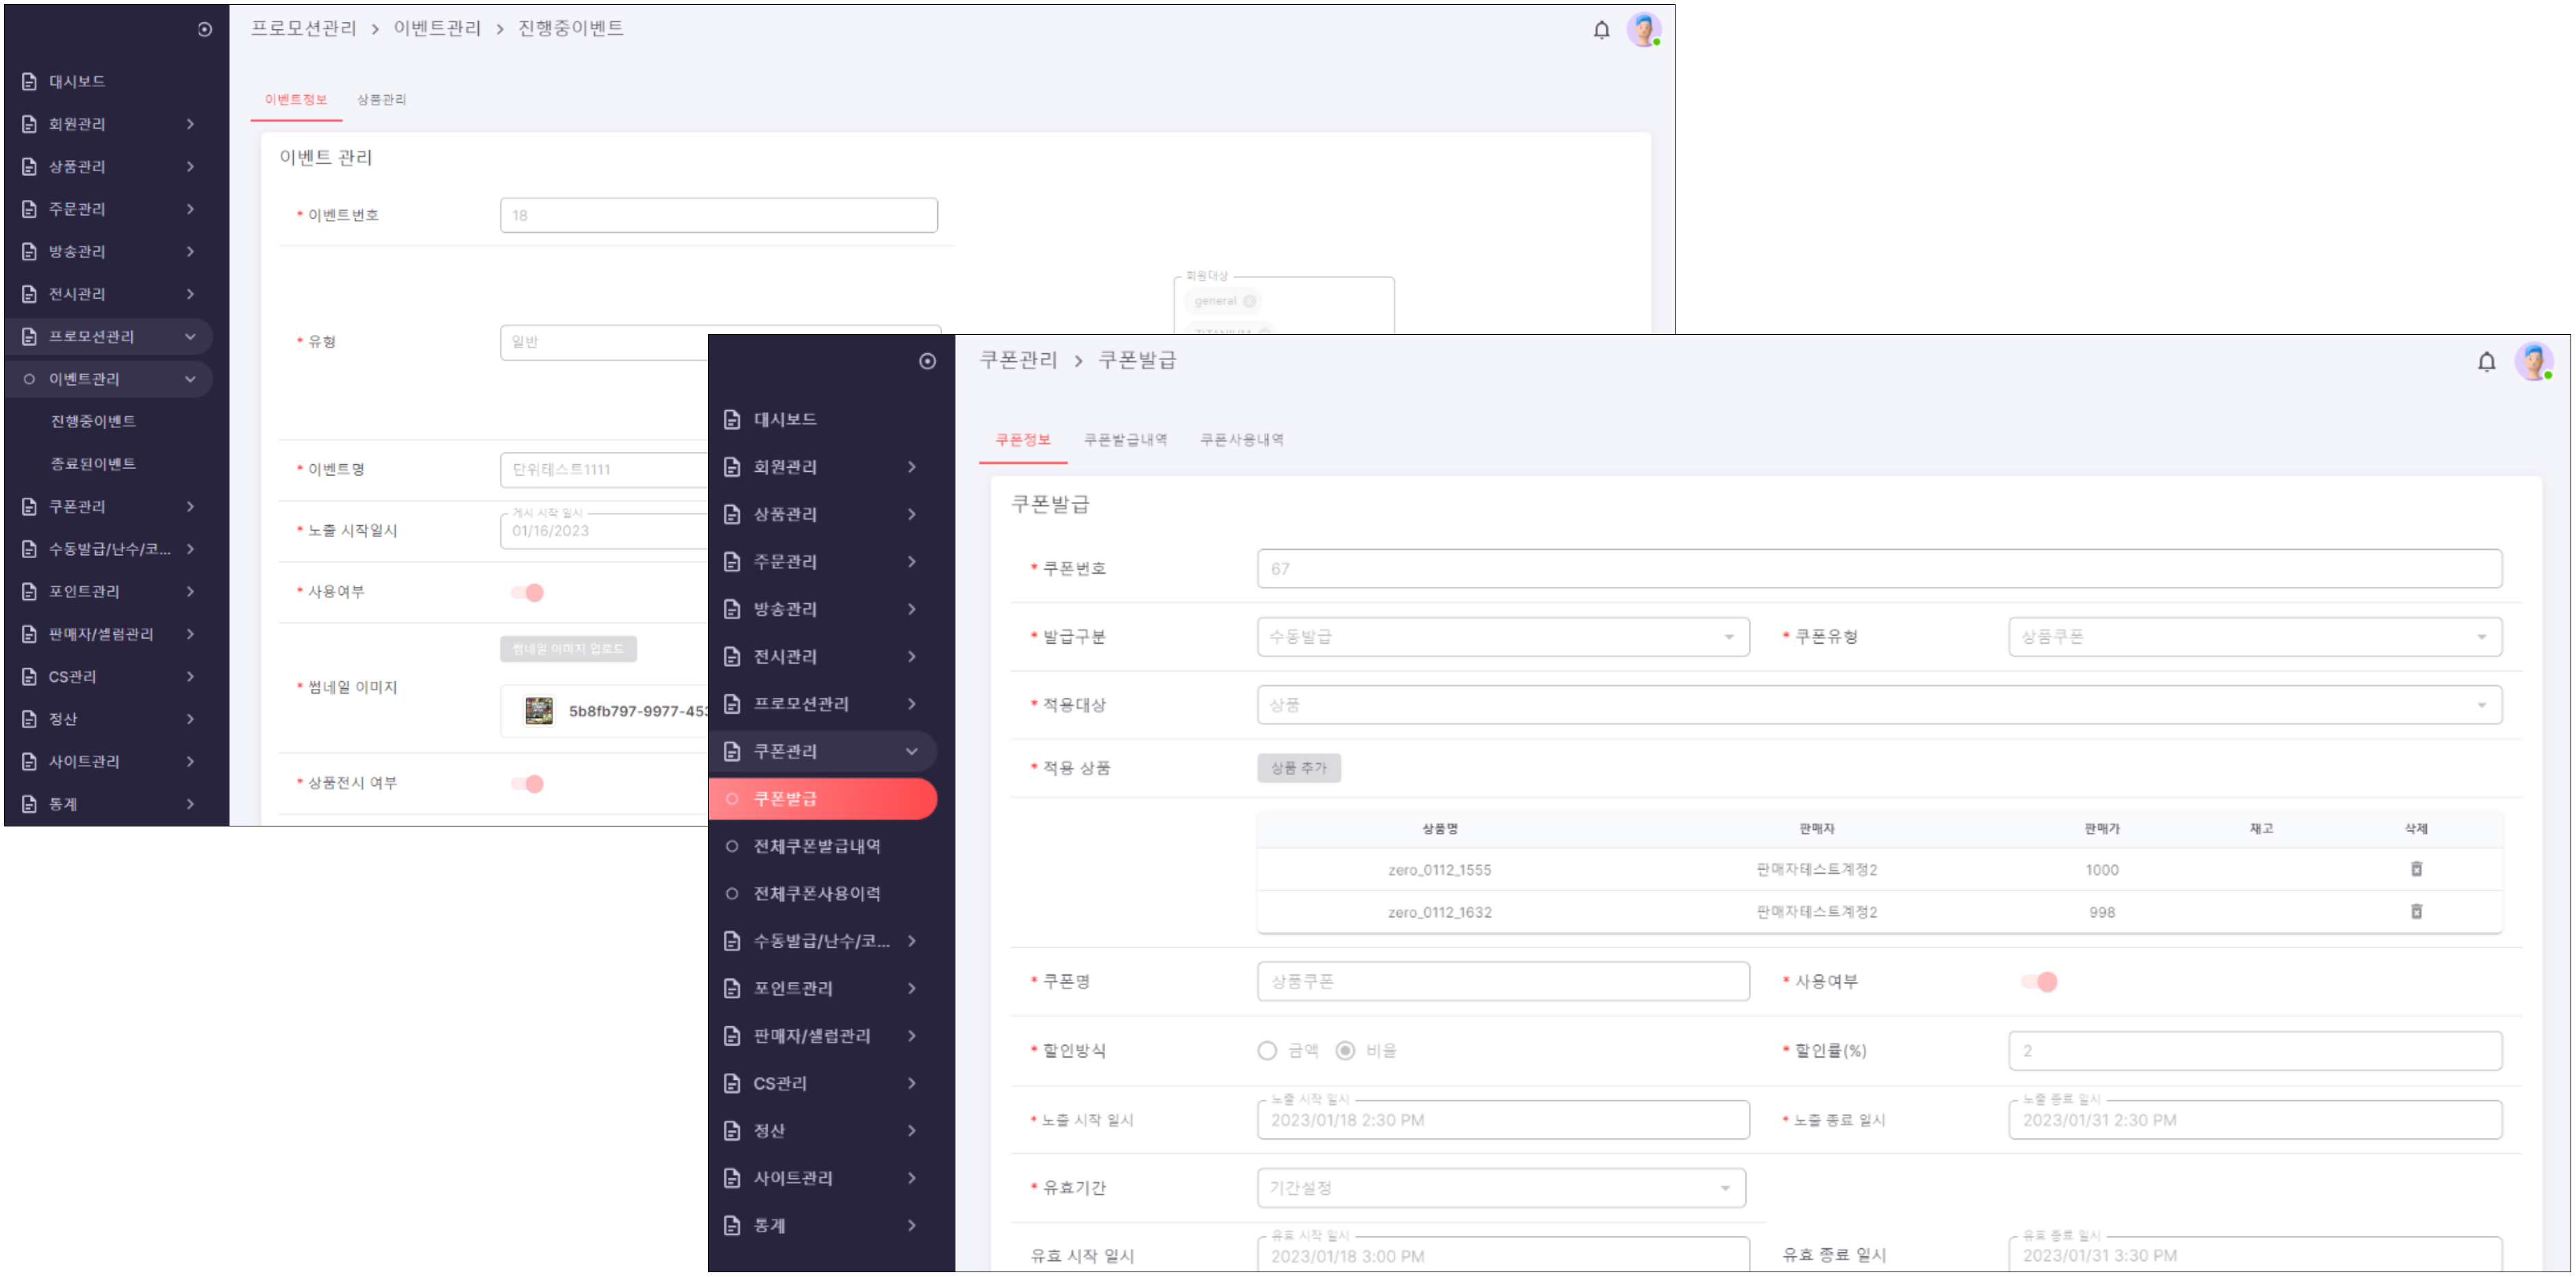 프로모션관리 > 이벤트관리 > 진행중이벤트
대시보드
회원관리
상품관리
주문관리
방송관리
전시관리
프로모션관리
이벤트관리
진행중이벤트
종료된이벤트
쿠폰관리
수동발급/난수/코...
포인트관리
판매자/셀럽관리
CS관리
정산
사이트관리
통계
이벤트정보 상품관리
이벤트 관리
* 이벤트번호 18
회원대상
general
TITANIUM
* 유형 일반
* 이벤트명 단위테스트1111
게시 시작 일시
* 노출 시작일시 01/16/2023
* 사용여부
썸네일 이미지 업로드
* 썸네일 이미지 5b8fb797-9977-453
* 상품전시 여부
쿠폰관리 > 쿠폰발급
대시보드
회원관리
상품관리
주문관리
방송관리
전시관리
프로모션관리
쿠폰관리
쿠폰발급
전체쿠폰발급내역
전체쿠폰사용이력
수동발급/난수/코...
포인트관리
판매자/셀럽관리
CS관리
정산
사이트관리
통계
쿠폰정보 쿠폰발급내역 쿠폰사용내역
쿠폰발급
* 쿠폰번호 67
* 발급구분 수동발급 * 쿠폰유형 상품쿠폰
* 적용대상 상품
* 적용 상품 상품 추가
상품명 판매자 판매가 재고 삭제
zero_0112_1555 판매자테스트계정2 1000
zero_0112_1632 판매자테스트계정2 998
* 쿠폰명 상품쿠폰 * 사용여부
* 할인방식 금액 비율 * 할인률(%) 2
노출 시작 일시 노출 종료 일시
* 노출 시작 일시 2023/01/18 2:30 PM * 노출 종료 일시 2023/01/31 2:30 PM
* 유효기간 기간설정
유효 시작 일시 유효 종료 일시
유효 시작 일시 2023/01/18 3:00 PM 유효 종료 일시 2023/01/31 3:30 PM